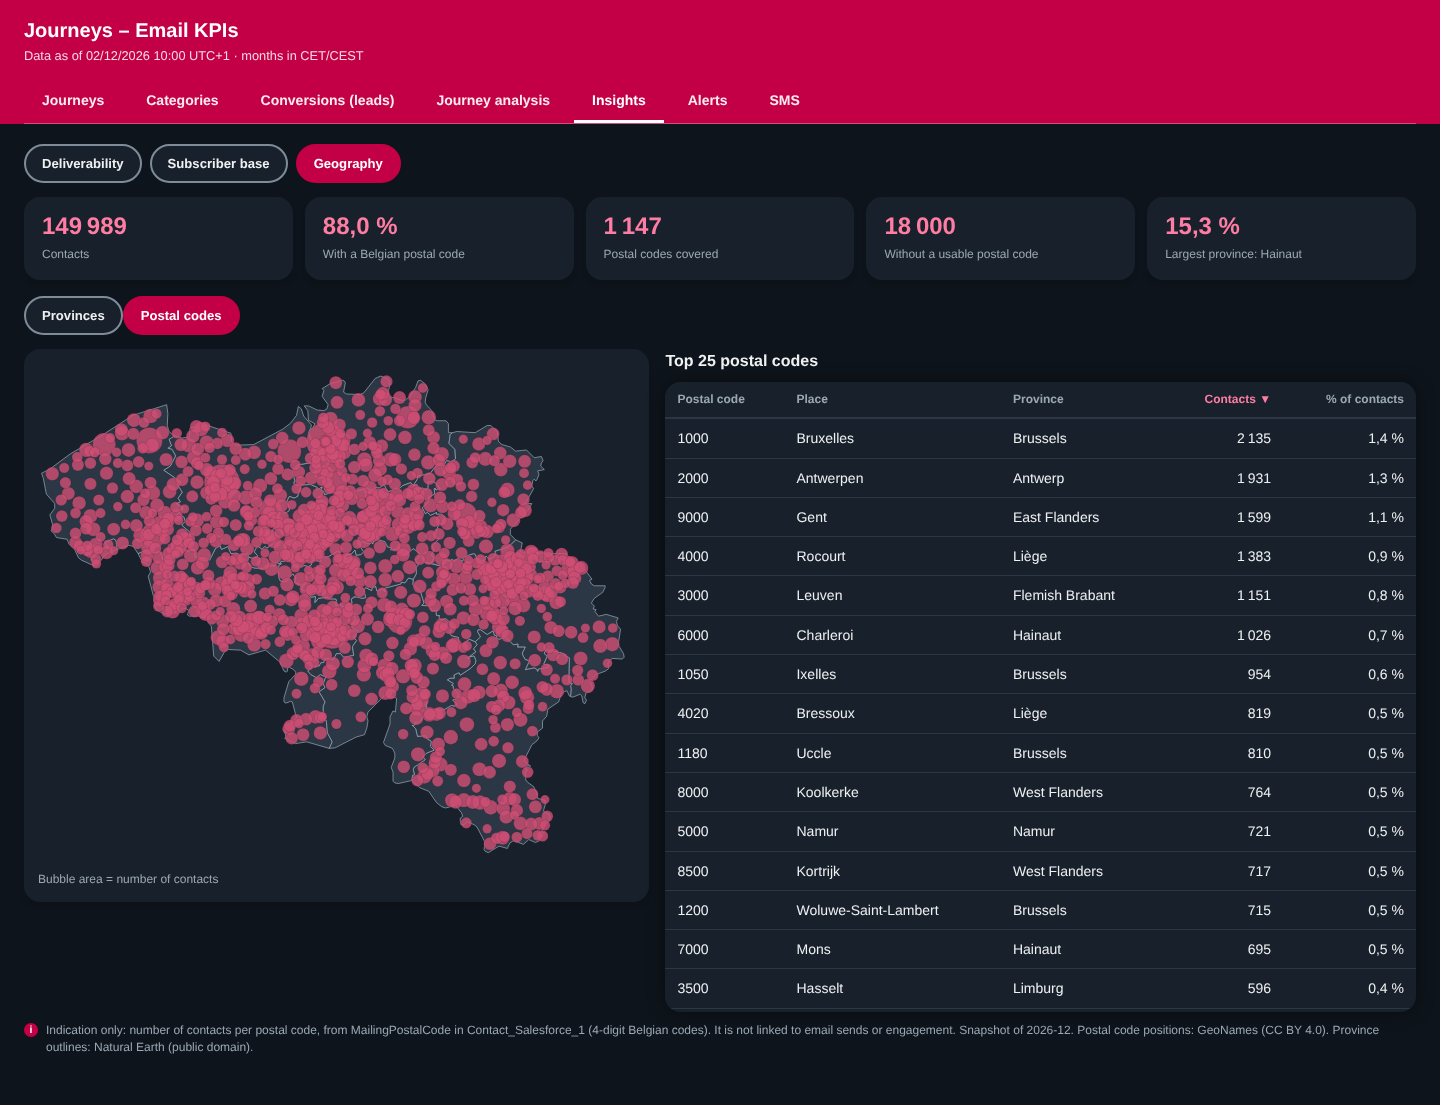 Journeys – Email KPIs
Data as of 02/12/2026 10:00 UTC+1 · months in CET/CEST
Journeys Categories Conversions (leads) Journey analysis Insights Alerts SMS
Deliverability Subscriber base Geography
149 989 88,0 % 1 147 18 000 15,3 %
Contacts With a Belgian postal code Postal codes covered Without a usable postal code Largest province: Hainaut
Provinces Postal codes
Top 25 postal codes
Postal code Place Province Contacts ▼ % of contacts
1000 Bruxelles Brussels 2 135 1,4 %
2000 Antwerpen Antwerp 1 931 1,3 %
9000 Gent East Flanders 1 599 1,1 %
4000 Rocourt Liège 1 383 0,9 %
3000 Leuven Flemish Brabant 1 151 0,8 %
6000 Charleroi Hainaut 1 026 0,7 %
1050 Ixelles Brussels 954 0,6 %
4020 Bressoux Liège 819 0,5 %
1180 Uccle Brussels 810 0,5 %
8000 Koolkerke West Flanders 764 0,5 %
5000 Namur Namur 721 0,5 %
8500 Kortrijk West Flanders 717 0,5 %
1200 Woluwe-Saint-Lambert Brussels 715 0,5 %
7000 Mons Hainaut 695 0,5 %
3500 Hasselt Limburg 596 0,4 %
Bubble area = number of contacts
i Indication only: number of contacts per postal code, from MailingPostalCode in Contact_Salesforce_1 (4-digit Belgian codes). It is not linked to email sends or engagement. Snapshot of 2026-12. Postal code positions: GeoNames (CC BY 4.0). Province
outlines: Natural Earth (public domain).